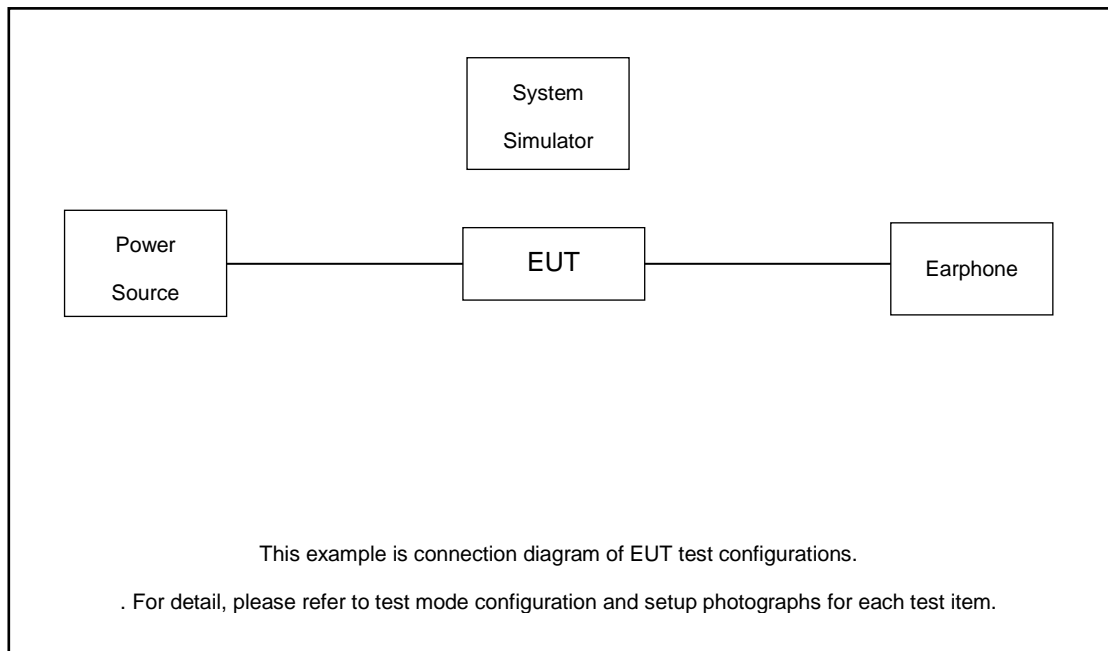 System
Simulator
Power
Source
EUT
Earphone
This example is connection diagram of EUT test configurations.
. For detail, please refer to test mode configuration and setup photographs for each test item.